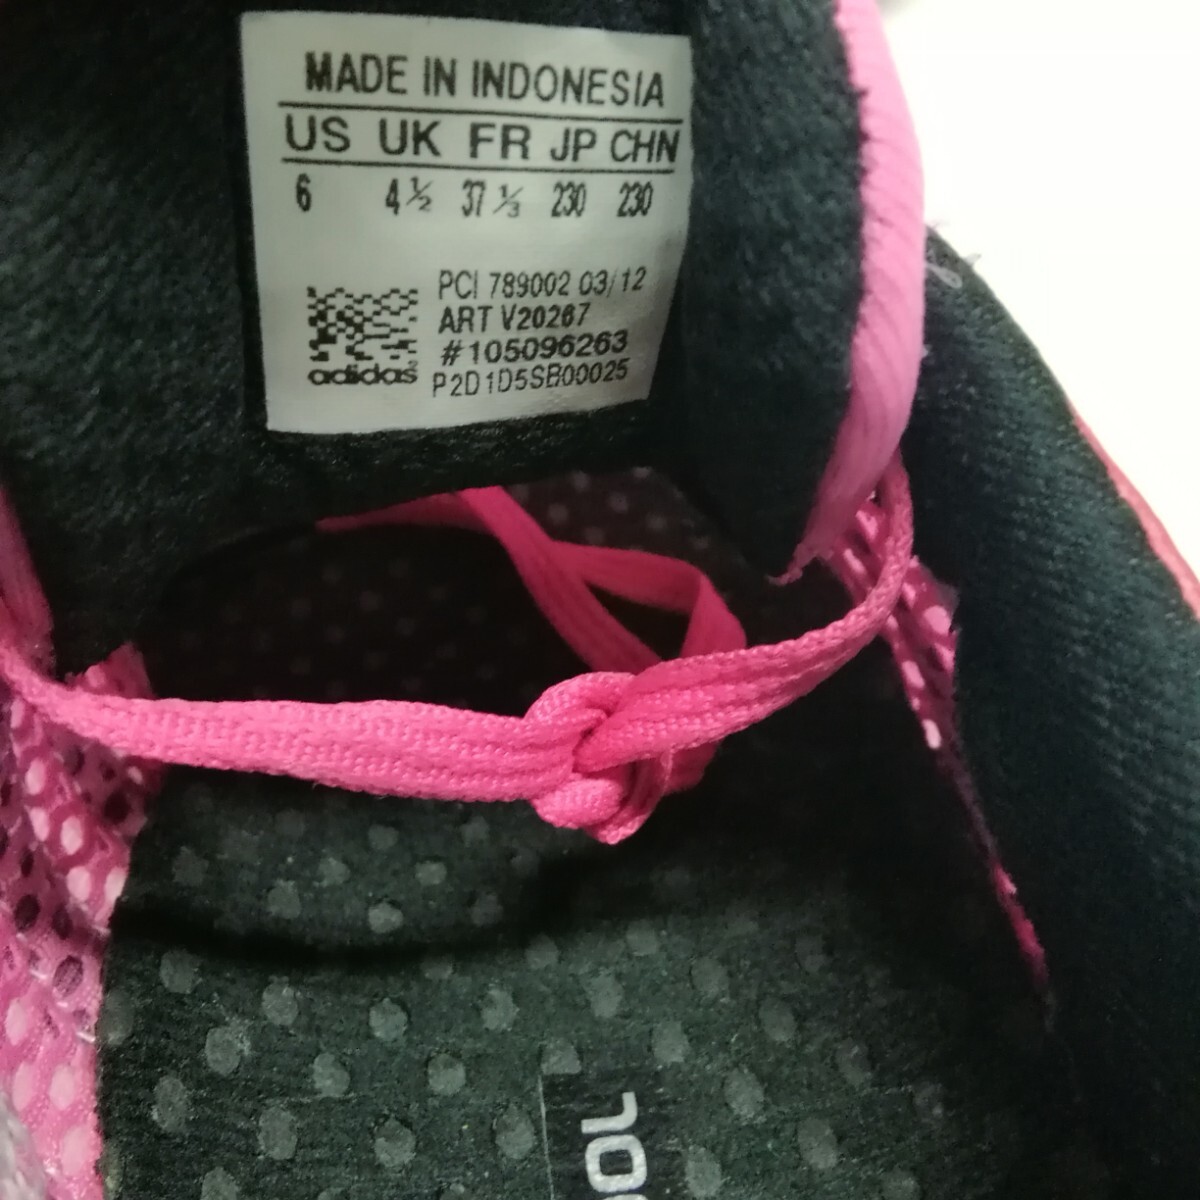 MADE IN INDONESIA
US UK FR JP CHN
6 4½ 37⅓ 230 230
PCI 789002 03/12
ART V20267
#105096263
P2D1D5SB00025
adidas